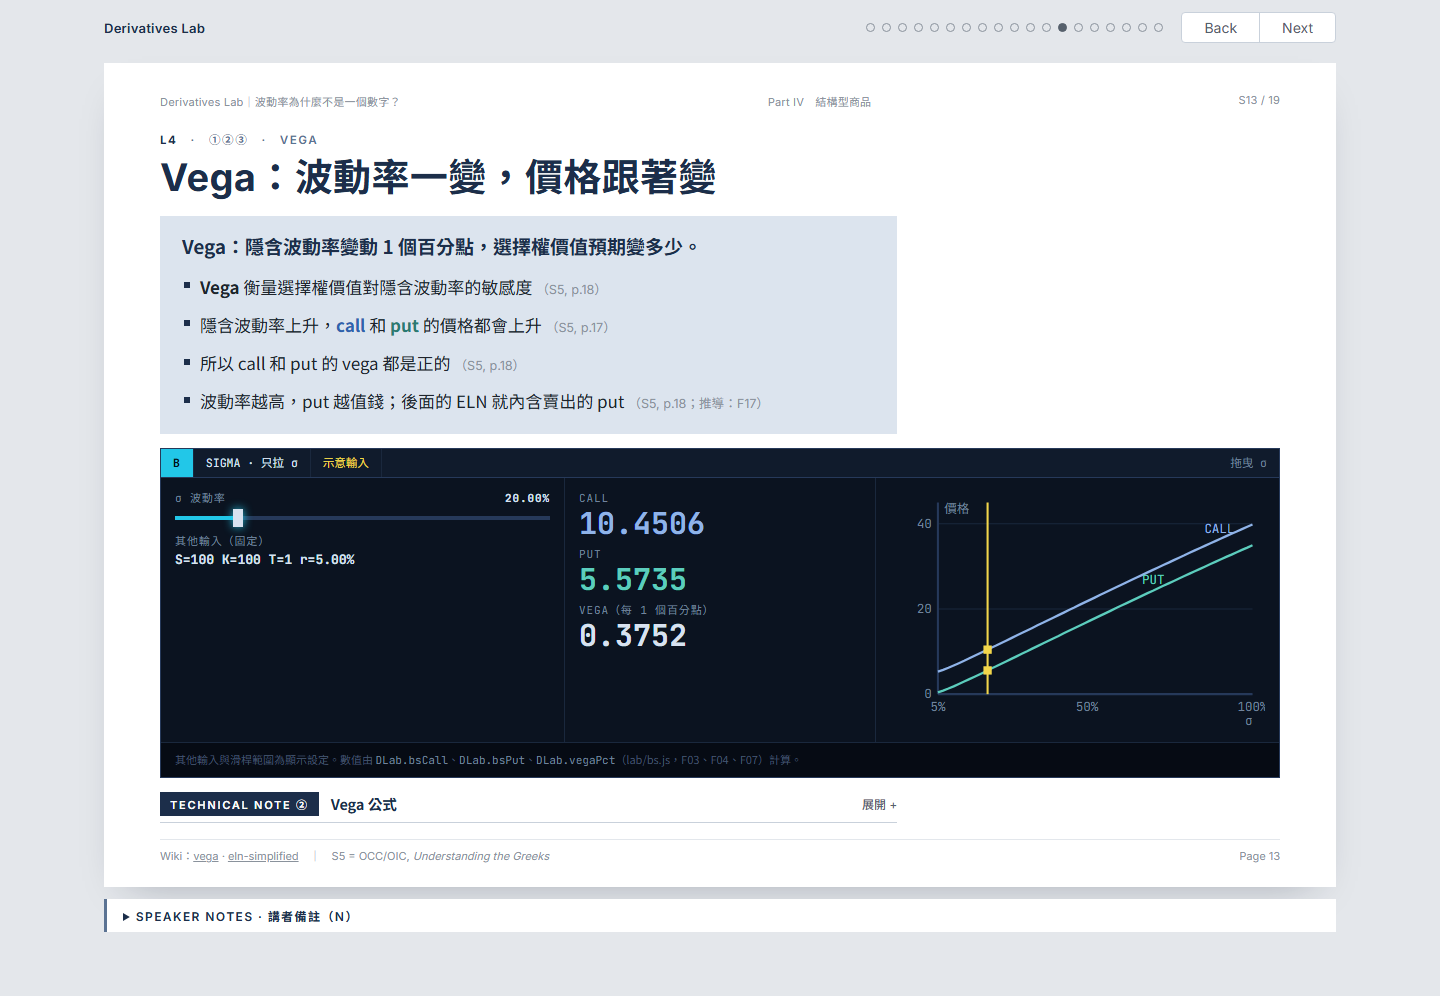 Derivatives Lab
Back
Next
Derivatives Lab | 波動率為什麼不是一個數字？
Part IV 結構型商品
S13 / 19
L4 · ①②③ · VEGA
Vega：波動率一變，價格跟著變
Vega：隱含波動率變動 1 個百分點，選擇權價值預期變多少。
Vega 衡量選擇權價值對隱含波動率的敏感度 （S5, p.18）
隱含波動率上升，call 和 put 的價格都會上升 （S5, p.17）
所以 call 和 put 的 vega 都是正的 （S5, p.18）
波動率越高，put 越值錢；後面的 ELN 就內含賣出的 put （S5, p.18；推導：F17）
B
SIGMA · 只拉 σ
示意輸入
拖曳 σ
σ 波動率
20.00%
其他輸入（固定）
S=100 K=100 T=1 r=5.00%
CALL
10.4506
PUT
5.5735
VEGA（每 1 個百分點）
0.3752
價格
40
20
0
CALL
PUT
5%
50%
100%
σ
其他輸入與滑桿範圍為顯示設定。數值由 DLab.bsCall、DLab.bsPut、DLab.vegaPct（lab/bs.js，F03、F04、F07）計算。
TECHNICAL NOTE ②
Vega 公式
展開 +
Wiki：vega · eln-simplified | S5 = OCC/OIC, Understanding the Greeks
Page 13
▶ SPEAKER NOTES · 講者備註（N）